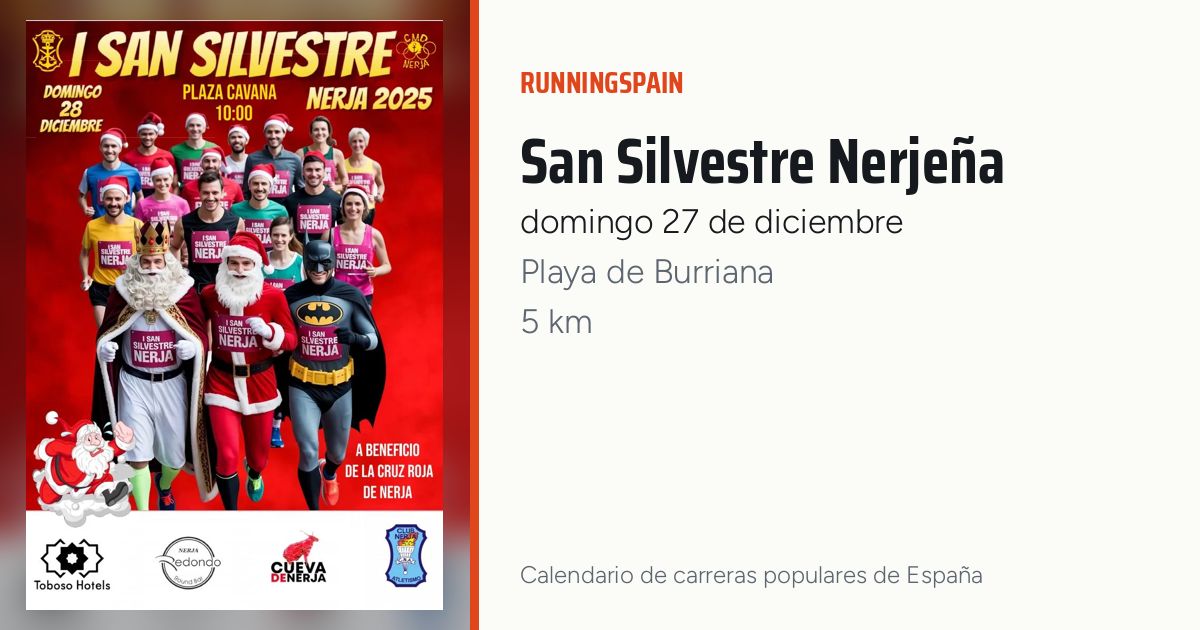 I SAN SILVESTRE
CMD
NERJA
DOMINGO
28
DICIEMBRE
PLAZA CAVANA
10:00
NERJA 2025
I SAN
SILVESTRE
NERJA
I SAN
SILVESTRE
NERJA
I SAN
SILVESTRE
NERJA
A BENEFICIO
DE LA CRUZ ROJA
DE NERJA
Toboso Hotels
NERJA
Redondo
Round Bar
CUEVA
DE NERJA
CLUB
NERJA
ATLETISMO
RUNNINGSPAIN
San Silvestre Nerjeña
domingo 27 de diciembre
Playa de Burriana
5 km
Calendario de carreras populares de España